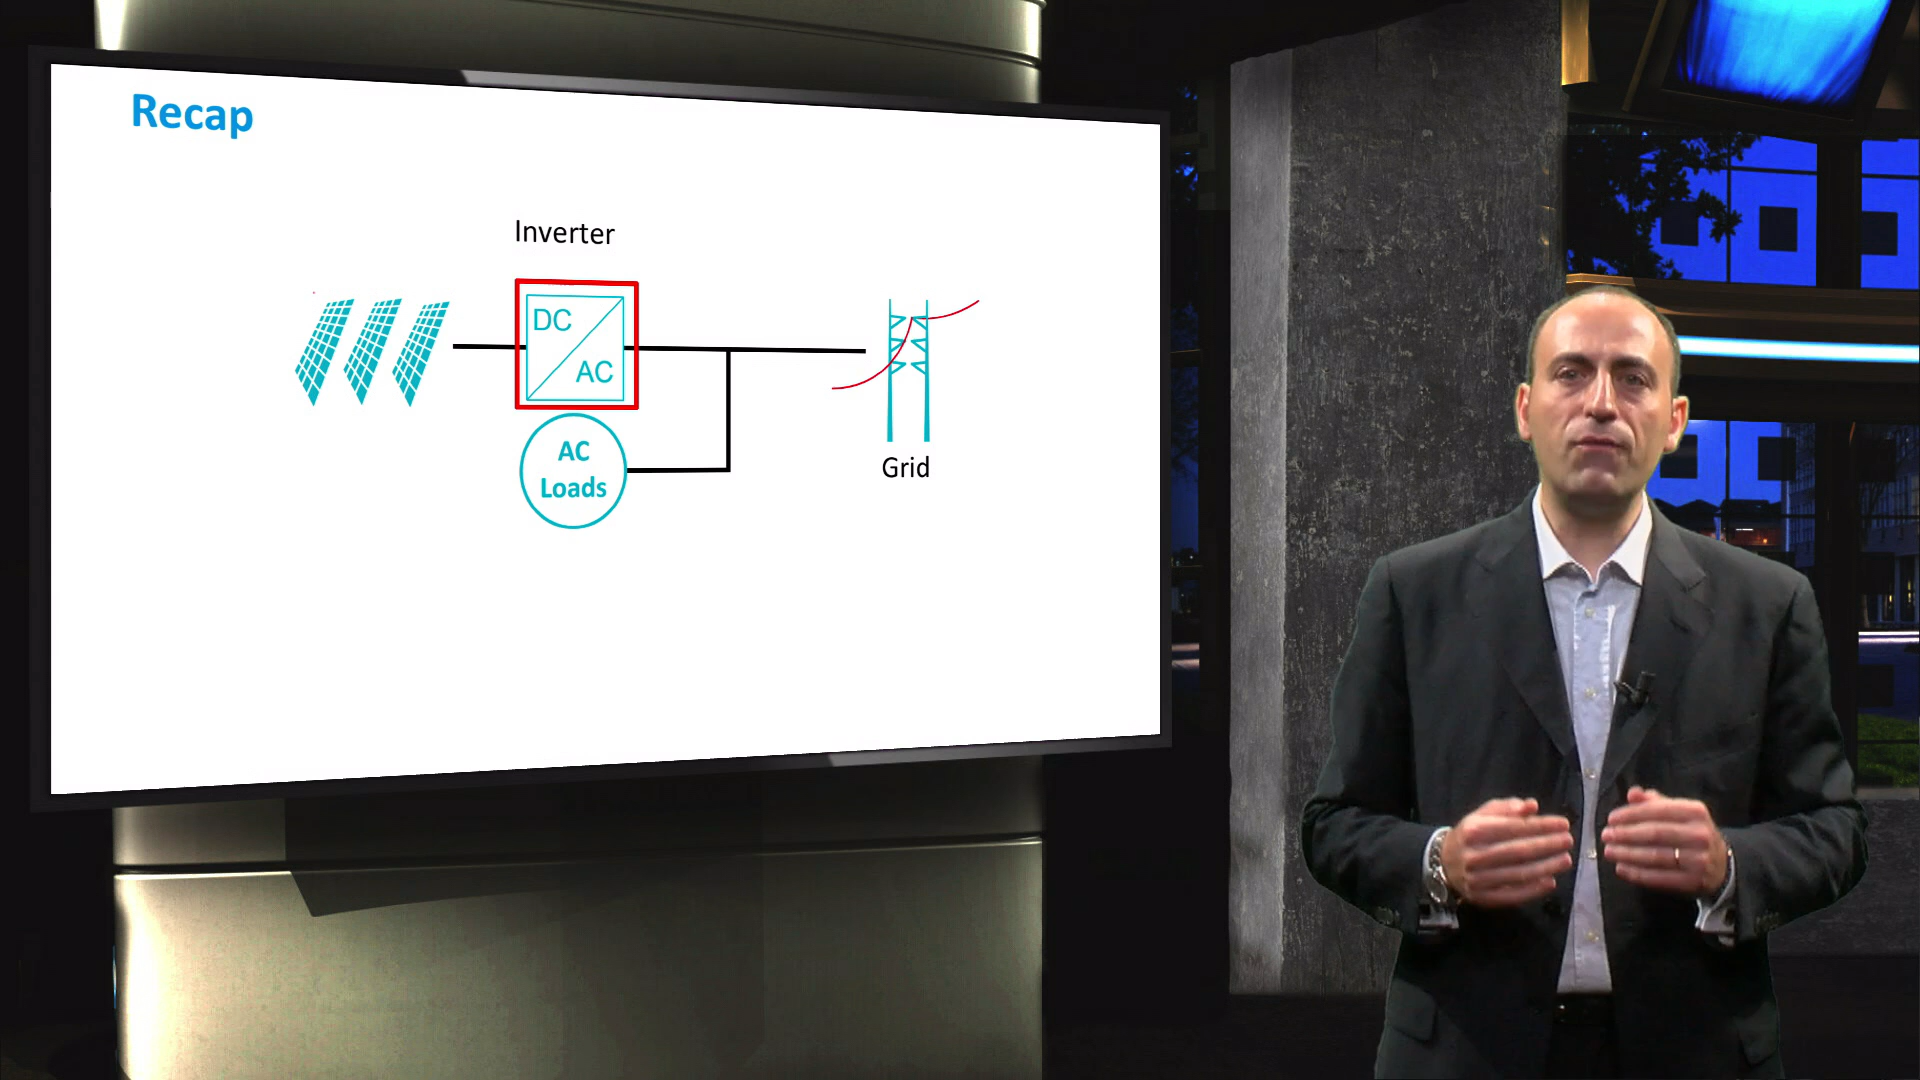 Recap
Inverter
DC
AC
AC
Loads
Grid